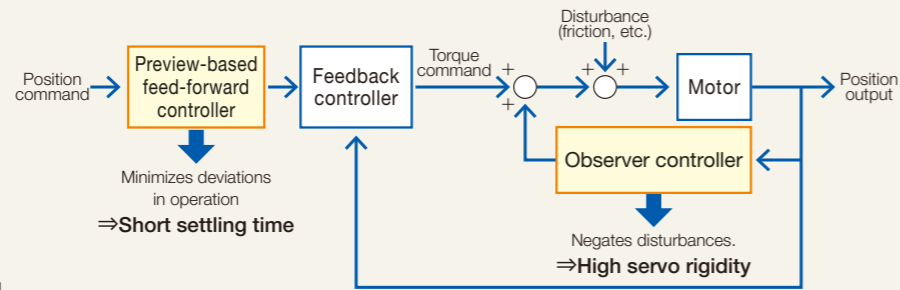 Position
command
Preview-based
feed-forward
controller
Minimizes deviations
in operation
⇒Short settling time
Feedback
controller
Torque
command
+
+
Disturbance
(friction, etc.)
+
+
Motor
Position
output
Observer controller
Negates disturbances.
⇒High servo rigidity